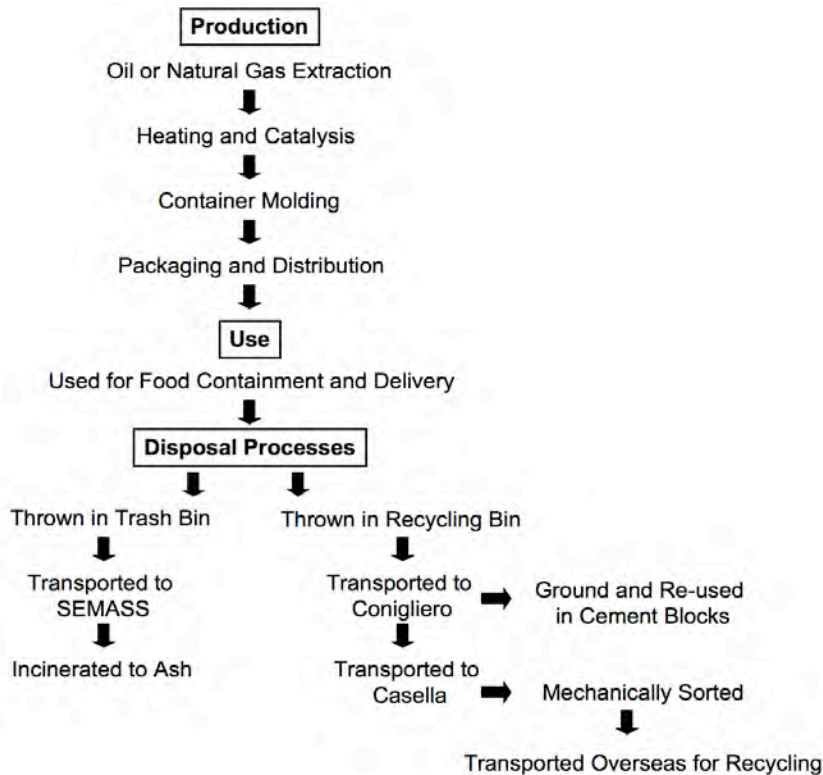 Production
Oil or Natural Gas Extraction
Heating and Catalysis
Container Molding
Packaging and Distribution
Use
Used for Food Containment and Delivery
Disposal Processes
Thrown in Trash Bin
Thrown in Recycling Bin
Transported to
SEMASS
Transported to
Conigliero
Ground and Re-used
in Cement Blocks
Incinerated to Ash
Transported to
Casella
Mechanically Sorted
Transported Overseas for Recycling